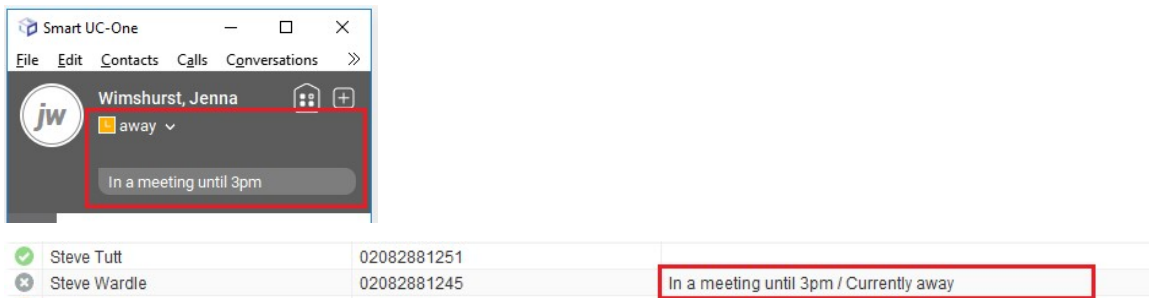 Smart UC-One
File Edit Contacts Calls Conversations »
jw
Wimshurst, Jenna
away
In a meeting until 3pm
Steve Tutt 02082881251
Steve Wardle 02082881245 In a meeting until 3pm / Currently away